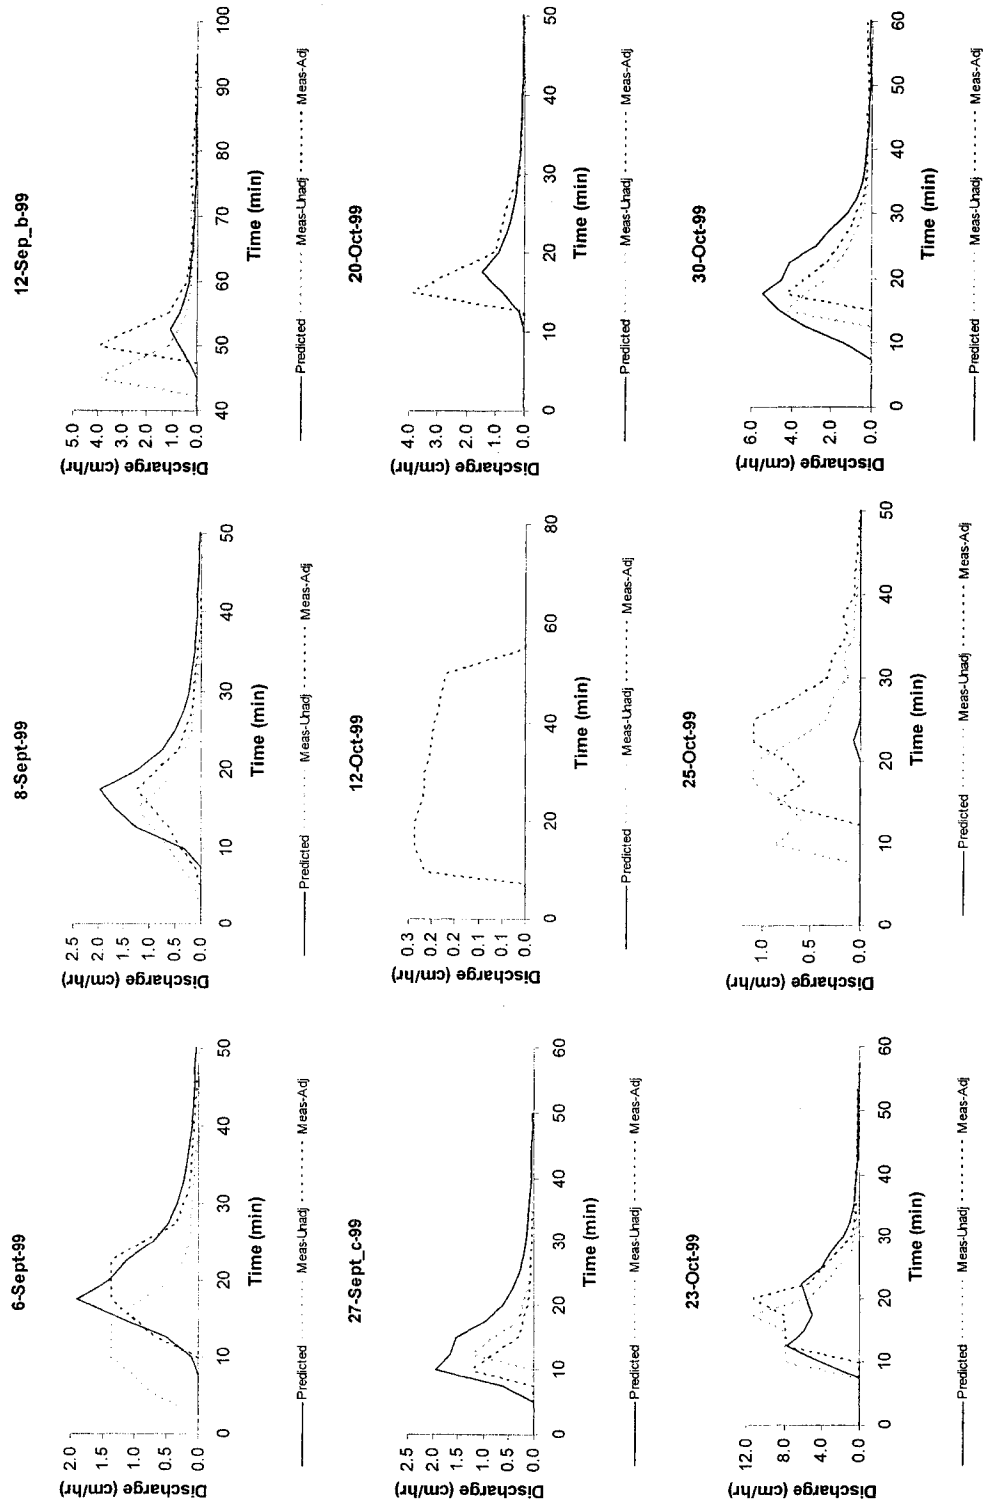 6-Sept-99
Discharge (cm/hr)
2.0
1.5
1.0
0.5
0.0
0 10 20 30 40 50
Time (min)
Predicted Meas-Unadj Meas-Adj
8-Sept-99
Discharge (cm/hr)
2.5
2.0
1.5
1.0
0.5
0.0
0 10 20 30 40 50
Time (min)
Predicted Meas-Unadj Meas-Adj
12-Sep_b-99
Discharge (cm/hr)
5.0
4.0
3.0
2.0
1.0
0.0
40 50 60 70 80 90 100
Time (min)
Predicted Meas-Unadj Meas-Adj
27-Sept_c-99
Discharge (cm/hr)
2.5
2.0
1.5
1.0
0.5
0.0
0 10 20 30 40 50 60
Time (min)
Predicted Meas-Unadj Meas-Adj
12-Oct-99
Discharge (cm/hr)
0.3
0.2
0.2
0.1
0.1
0.0
0 20 40 60 80
Time (min)
Predicted Meas-Unadj Meas-Adj
20-Oct-99
Discharge (cm/hr)
4.0
3.0
2.0
1.0
0.0
0 10 20 30 40 50
Time (min)
Predicted Meas-Unadj Meas-Adj
23-Oct-99
Discharge (cm/hr)
12.0
8.0
4.0
0.0
0 10 20 30 40 50 60
Time (min)
Predicted Meas-Unadj Meas-Adj
25-Oct-99
Discharge (cm/hr)
1.0
0.5
0.0
0 10 20 30 40 50
Time (min)
Predicted Meas-Unadj Meas-Adj
30-Oct-99
Discharge (cm/hr)
6.0
4.0
2.0
0.0
0 10 20 30 40 50 60
Time (min)
Predicted Meas-Unadj Meas-Adj